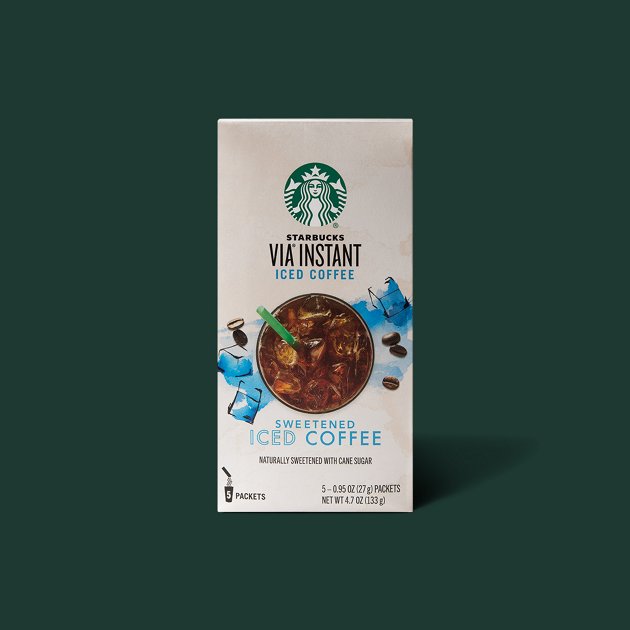 STARBUCKS
VIA® INSTANT
ICED COFFEE
SWEETENED
ICED COFFEE
NATURALLY SWEETENED WITH CANE SUGAR
5 PACKETS
5 – 0.95 OZ (27 g) PACKETS
NET WT 4.7 OZ (133 g)